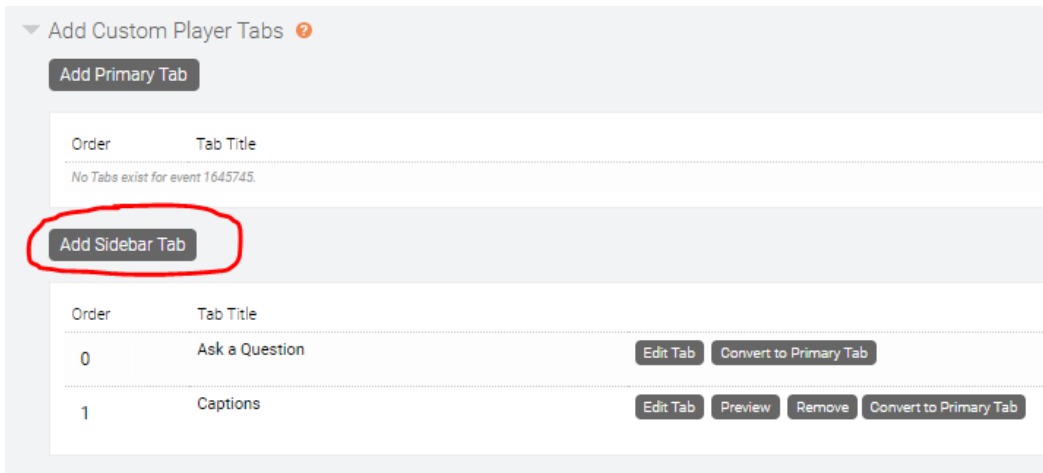 Add Custom Player Tabs ?
Add Primary Tab
Order Tab Title
No Tabs exist for event 1645745.
Add Sidebar Tab
Order Tab Title
0 Ask a Question Edit Tab Convert to Primary Tab
1 Captions Edit Tab Preview Remove Convert to Primary Tab